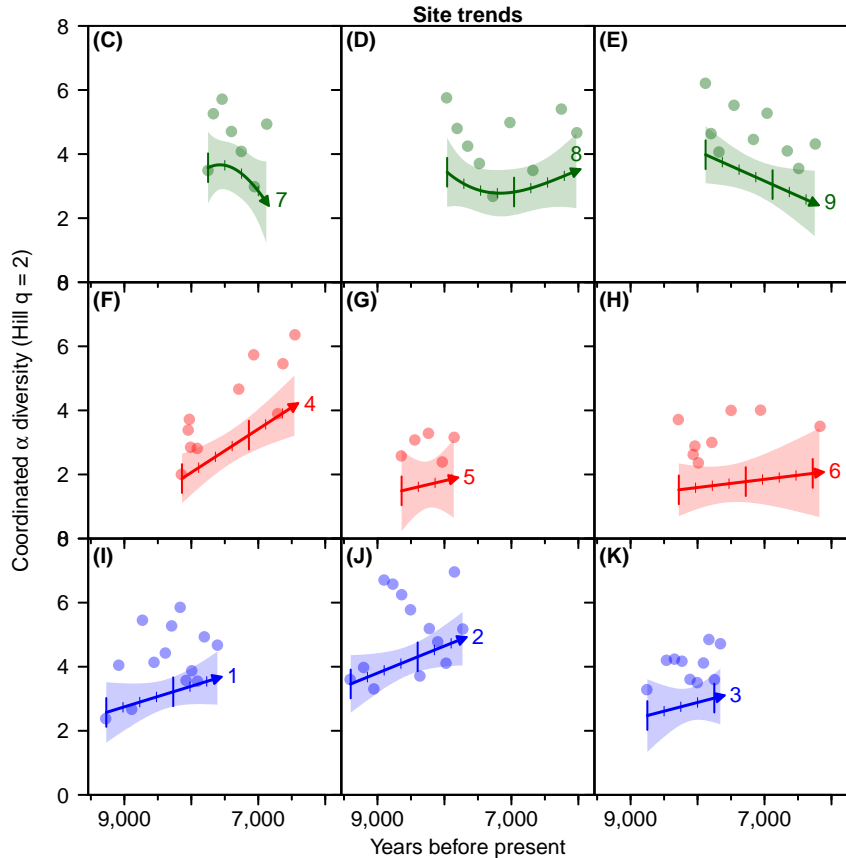 Site trends
8
(C)
(D)
(E)
6
4
8
7
9
2
0
8
(F)
(G)
(H)
6
4
4
2
5
6
0
8
(I)
(J)
(K)
6
4
2
1
3
2
0
9,000 7,000 9,000 7,000 9,000 7,000
Years before present
Coordinated α diversity (Hill q = 2)